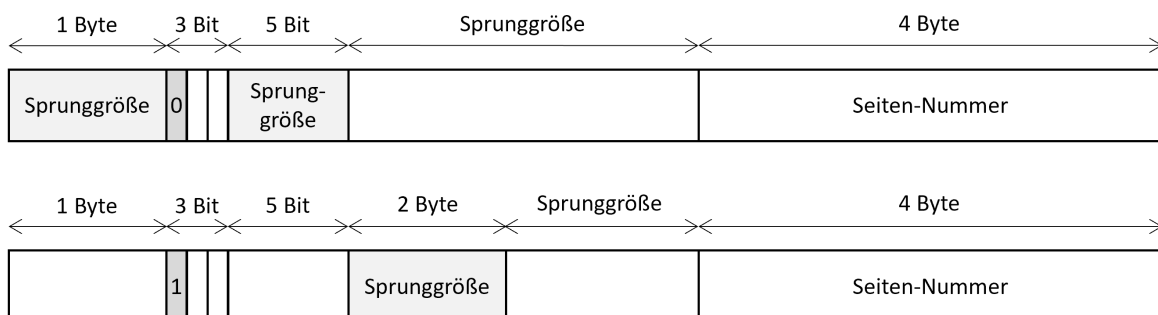 1 Byte 3 Bit 5 Bit Sprunggröße 4 Byte
Sprunggröße 0 Sprung-
größe Seiten-Nummer
1 Byte 3 Bit 5 Bit 2 Byte Sprunggröße 4 Byte
1 Sprunggröße Seiten-Nummer